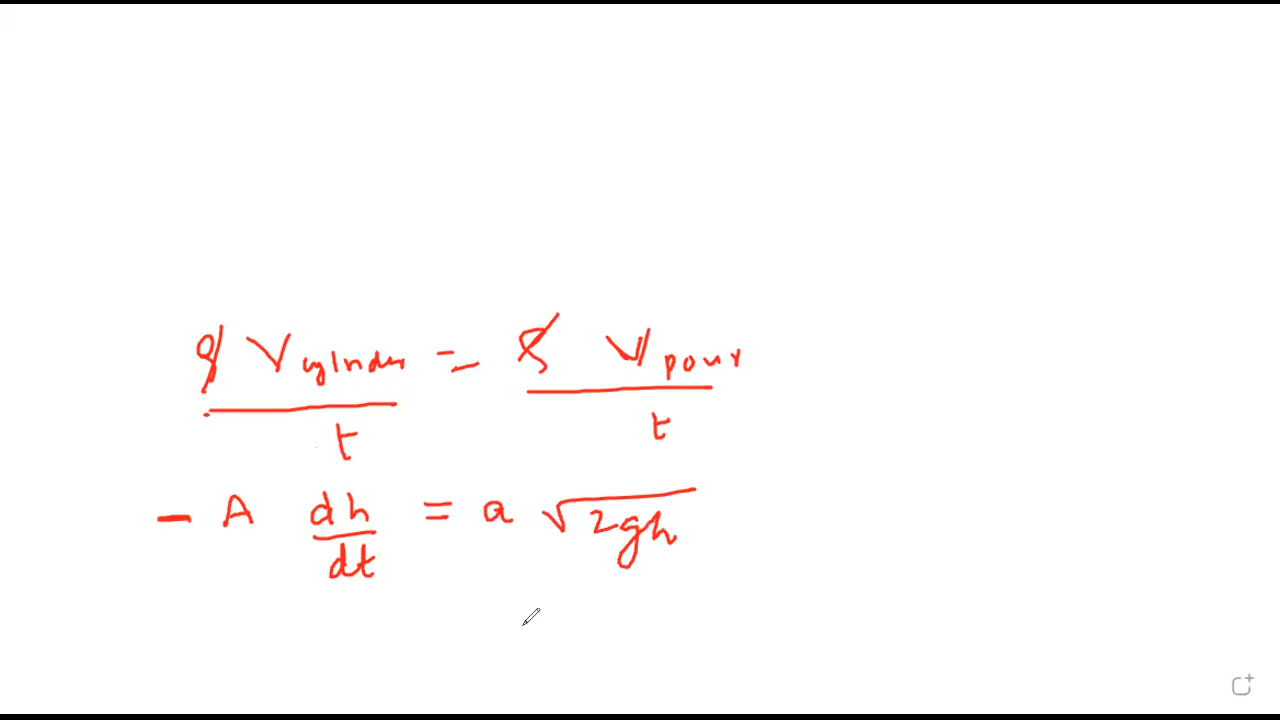 ρ V cylinder = ρ V pour
t t
- A dh/dt = a √2gh